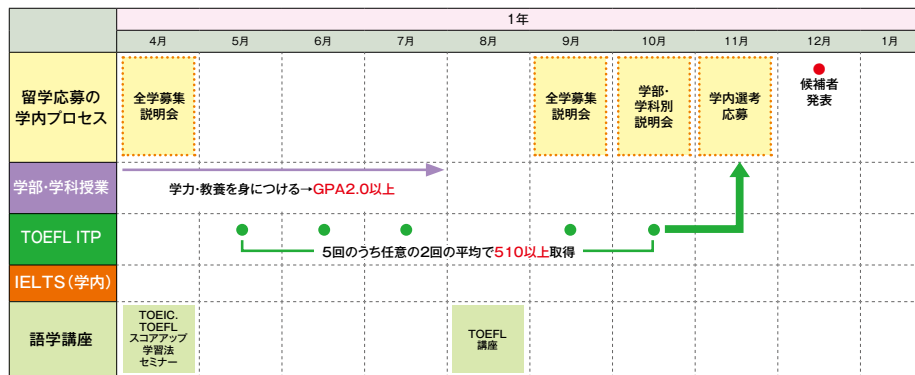 1年
4月 5月 6月 7月 8月 9月 10月 11月 12月 1月
留学応募の
学内プロセス
全学募集
説明会
全学募集
説明会
学部・
学科別
説明会
学内選考
応募
候補者
発表
学部・学科授業
学力・教養を身につける→GPA2.0以上
TOEFL ITP
5回のうち任意の2回の平均で510以上取得
IELTS(学内)
語学講座
TOEIC.
TOEFL
スコアアップ
学習法
セミナー
TOEFL
講座